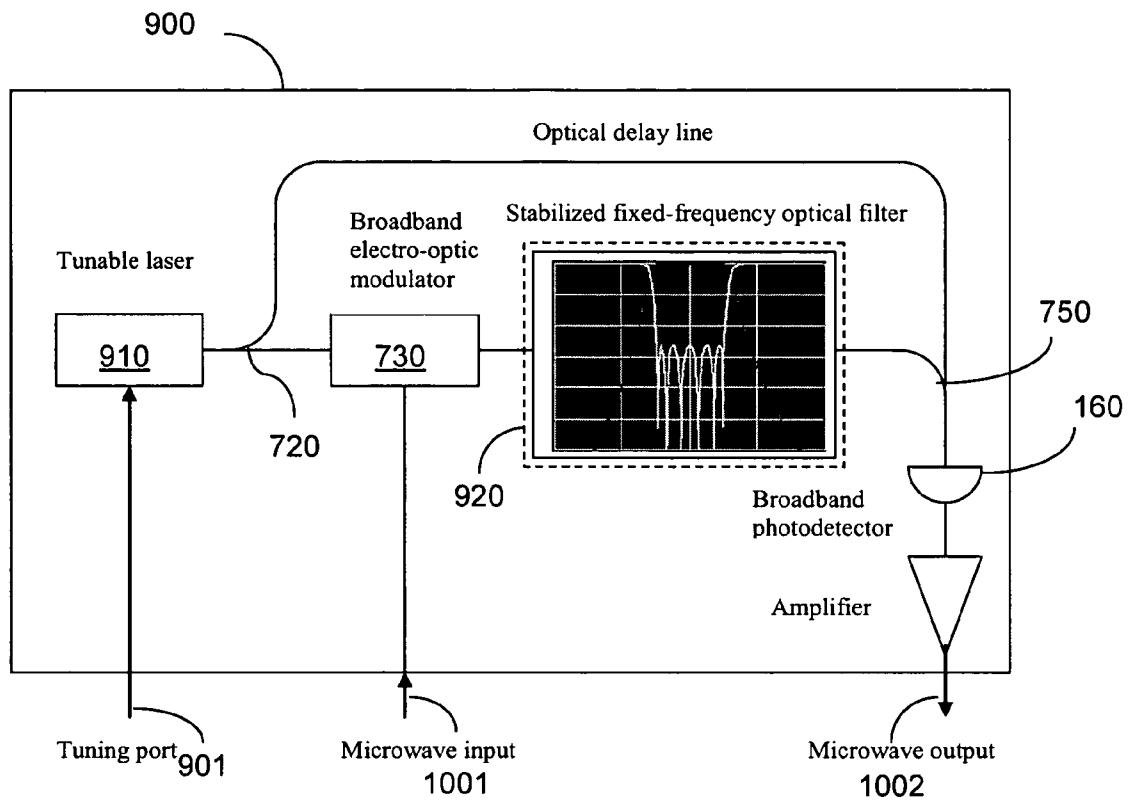 900
Optical delay line
Stabilized fixed-frequency optical filter
Broadband
electro-optic
modulator
Tunable laser
910
730
750
720
160
920
Broadband
photodetector
Amplifier
Tuning port
901
Microwave input
1001
Microwave output
1002